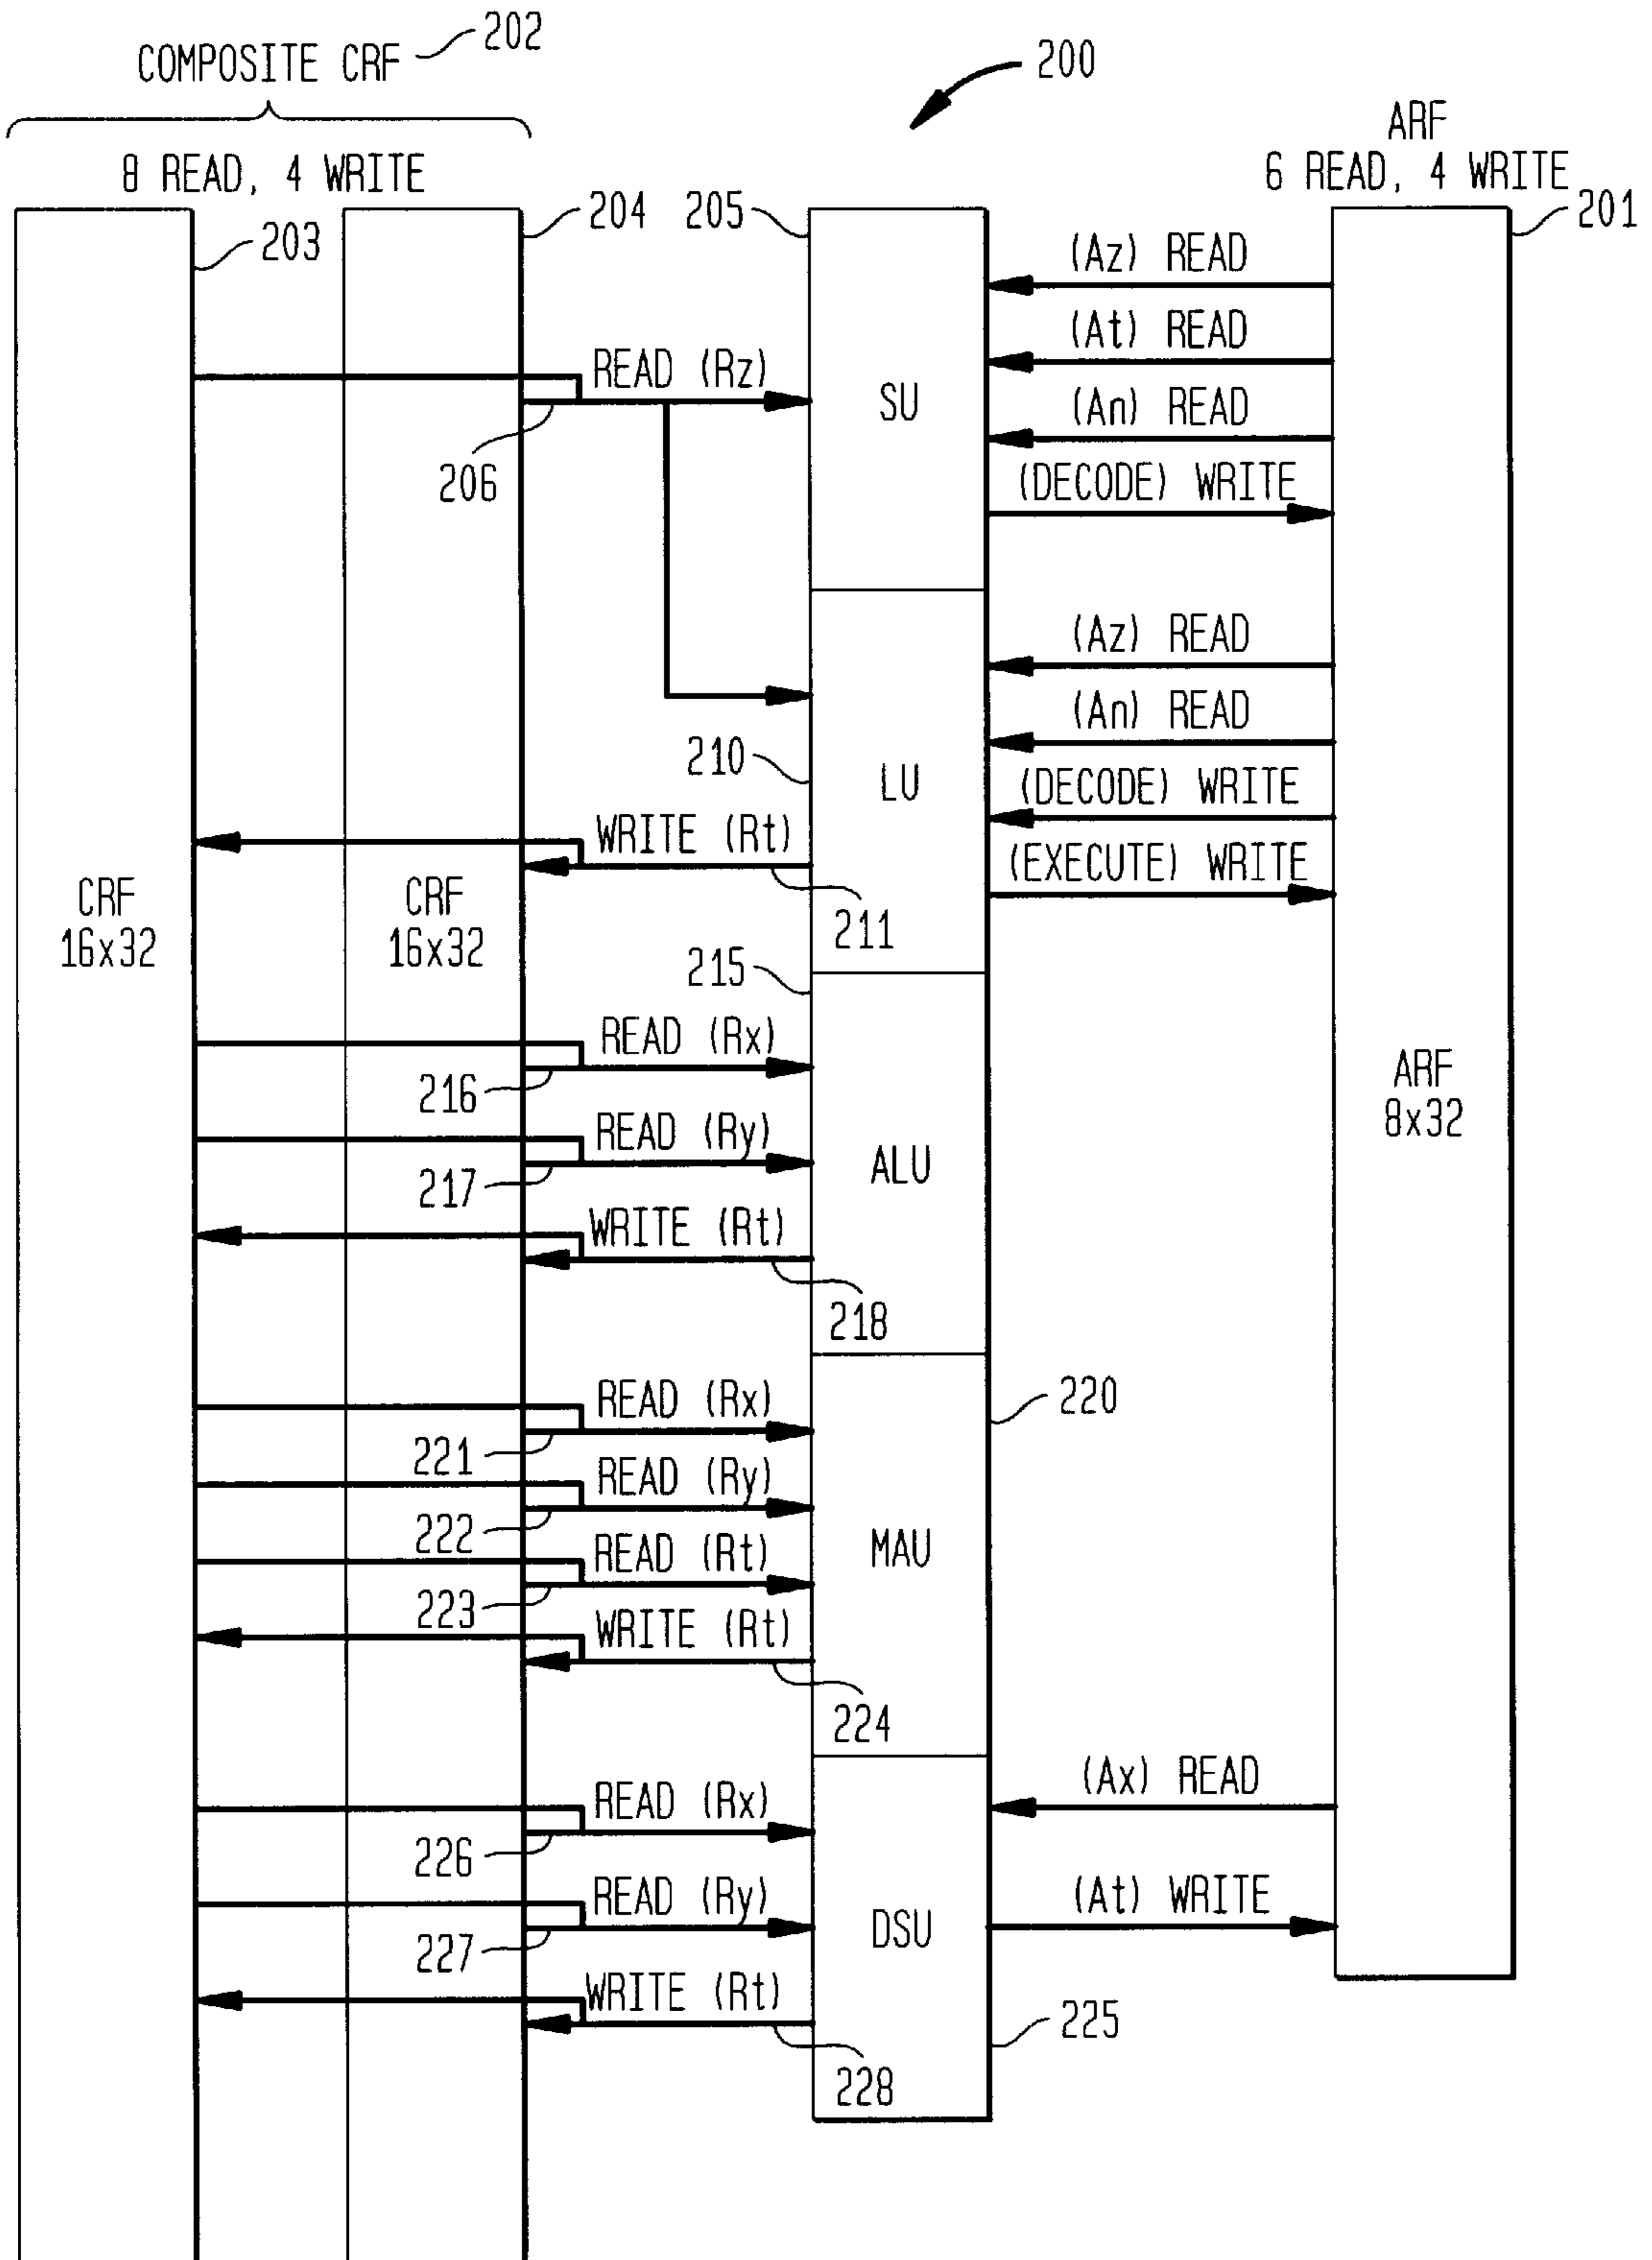 COMPOSITE CRF 202
200
8 READ, 4 WRITE
ARF
6 READ, 4 WRITE
203
204
205
201
(Az) READ
(At) READ
READ (Rz)
SU
(An) READ
206
(DECODE) WRITE
(Az) READ
(An) READ
210
LU
(DECODE) WRITE
WRITE (Rt)
(EXECUTE) WRITE
CRF
16x32
CRF
16x32
211
215
READ (Rx)
216
ARF
8x32
READ (Ry)
217
ALU
WRITE (Rt)
218
READ (Rx)
220
221
READ (Ry)
222
MAU
READ (Rt)
223
WRITE (Rt)
224
(Ax) READ
READ (Rx)
226
READ (Ry)
(At) WRITE
227
DSU
WRITE (Rt)
225
228